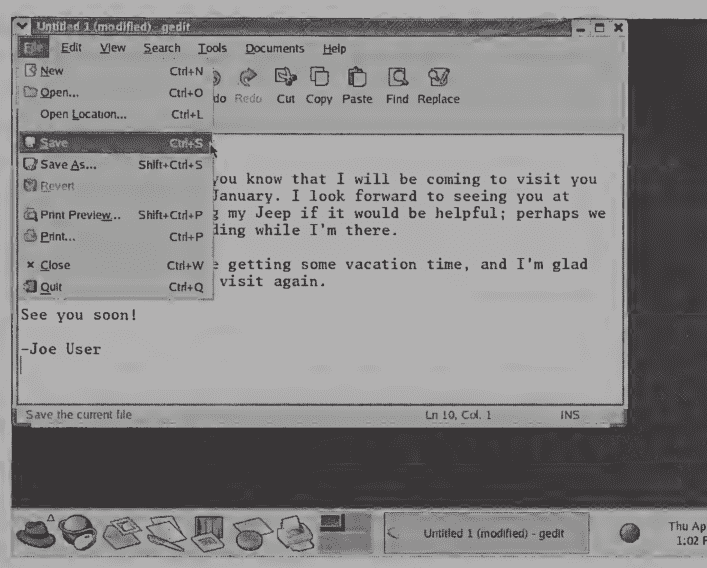 Untitled 1 (modified) - gedit
File Edit View Search Tools Documents Help
New Ctrl+N
Open... Ctrl+O
Open Location... Ctrl+L
Save Ctrl+S
Save As... Shift+Ctrl+S
Revert
Print Preview... Shift+Ctrl+P
Print... Ctrl+P
Close Ctrl+W
Quit Ctrl+Q
do Redo Cut Copy Paste Find Replace
you know that I will be coming to visit you
January. I look forward to seeing you at
g my Jeep if it would be helpful; perhaps we
ding while I'm there.
e getting some vacation time, and I'm glad
visit again.
See you soon!
-Joe User
Save the current file Ln 10, Col. 1 INS
Untitled 1 (modified) - gedit
Thu Ap
1:02 P